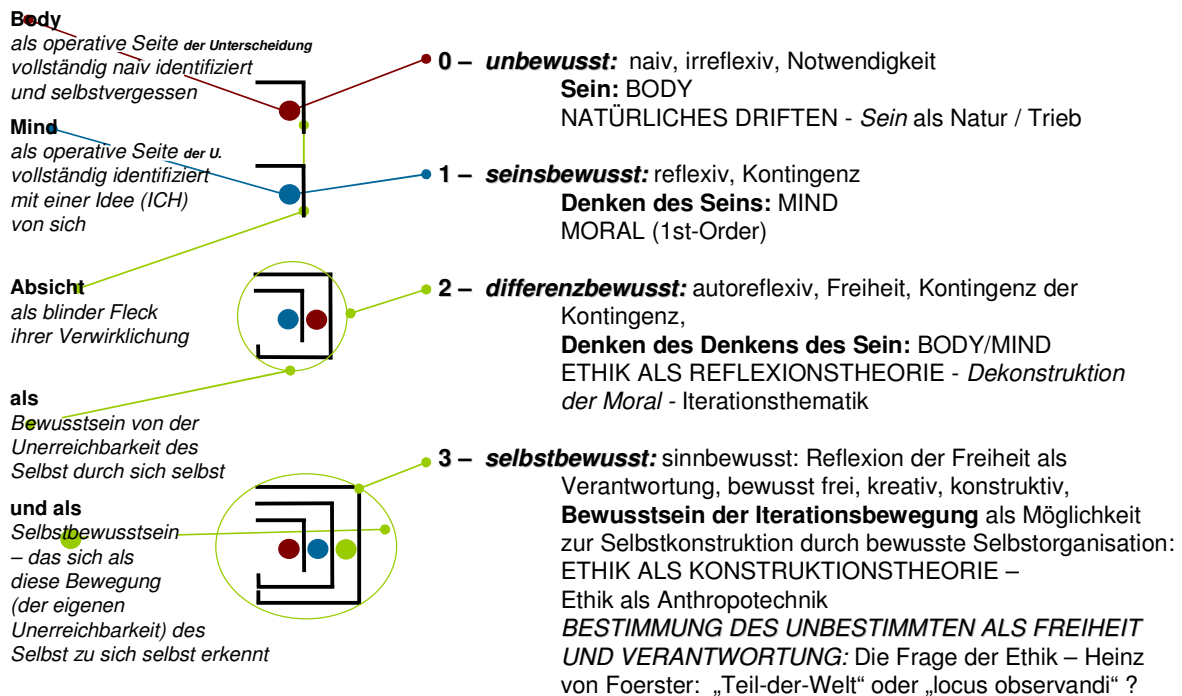 Body
als operative Seite der Unterscheidung
vollständig naiv identifiziert
und selbstvergessen
Mind
als operative Seite der U.
vollständig identifiziert
mit einer Idee (ICH)
von sich
Absicht
als blinder Fleck
ihrer Verwirklichung
als
Bewusstsein von der
Unerreichbarkeit des
Selbst durch sich selbst
und als
Selbstbewusstsein
– das sich als
diese Bewegung
(der eigenen
Unerreichbarkeit) des
Selbst zu sich selbst erkennt
0 – unbewusst: naiv, irreflexiv, Notwendigkeit
Sein: BODY
NATÜRLICHES DRIFTEN - Sein als Natur / Trieb
1 – seinsbewusst: reflexiv, Kontingenz
Denken des Seins: MIND
MORAL (1st-Order)
2 – differenzbewusst: autoreflexiv, Freiheit, Kontingenz der
Kontingenz,
Denken des Denkens des Sein: BODY/MIND
ETHIK ALS REFLEXIONSTHEORIE - Dekonstruktion
der Moral - Iterationsthematik
3 – selbstbewusst: sinnbewusst: Reflexion der Freiheit als
Verantwortung, bewusst frei, kreativ, konstruktiv,
Bewusstsein der Iterationsbewegung als Möglichkeit
zur Selbstkonstruktion durch bewusste Selbstorganisation:
ETHIK ALS KONSTRUKTIONSTHEORIE –
Ethik als Anthropotechnik
BESTIMMUNG DES UNBESTIMMTEN ALS FREIHEIT
UND VERANTWORTUNG: Die Frage der Ethik – Heinz
von Foerster: „Teil-der-Welt“ oder „locus observandi“ ?